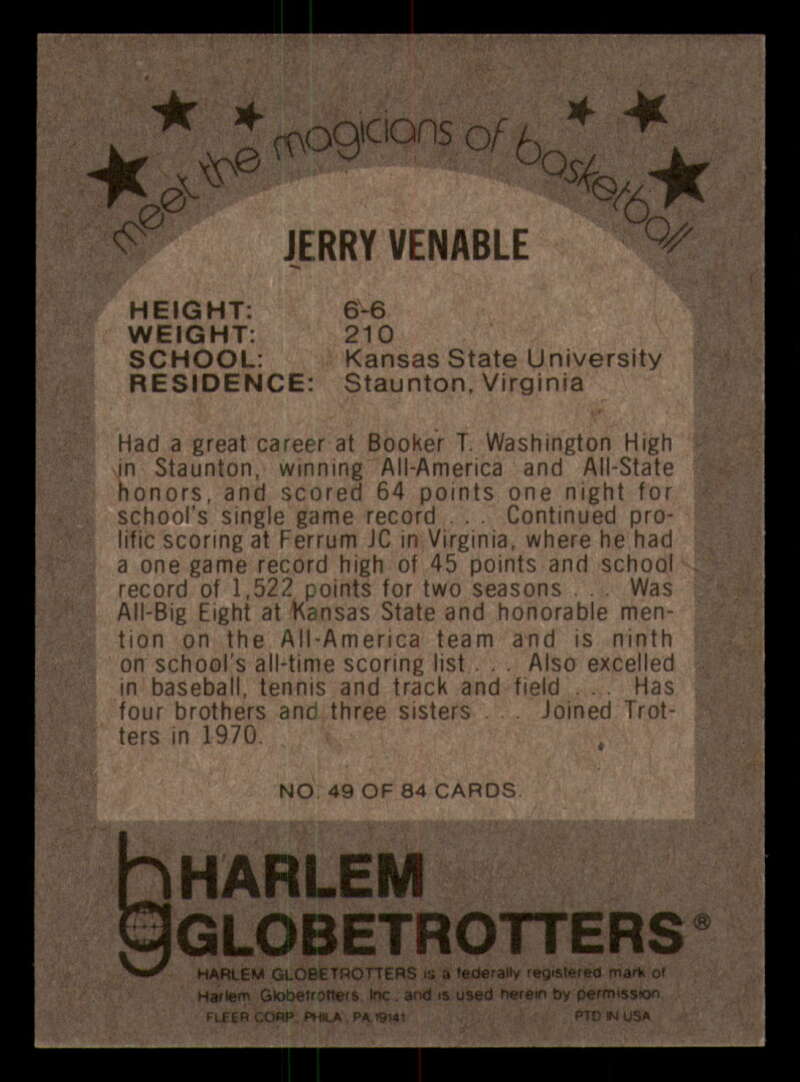 meet the magicians of basketball
JERRY VENABLE
HEIGHT: 6-6
WEIGHT: 210
SCHOOL: Kansas State University
RESIDENCE: Staunton, Virginia
Had a great career at Booker T. Washington High
in Staunton, winning All-America and All-State
honors, and scored 64 points one night for
school's single game record . . . Continued pro-
lific scoring at Ferrum JC in Virginia, where he had
a one game record high of 45 points and school
record of 1,522 points for two seasons . . . Was
All-Big Eight at Kansas State and honorable men-
tion on the All-America team and is ninth
on school's all-time scoring list . . . Also excelled
in baseball, tennis and track and field . . . Has
four brothers and three sisters . . . Joined Trot-
ters in 1970.
NO. 49 OF 84 CARDS
hg HARLEM
GLOBETROTTERS®
HARLEM GLOBETROTTERS is a federally registered mark of
Harlem Globetrotters, Inc., and is used herein by permission
FLEER CORP. PHILA., PA 19141 PTD IN USA